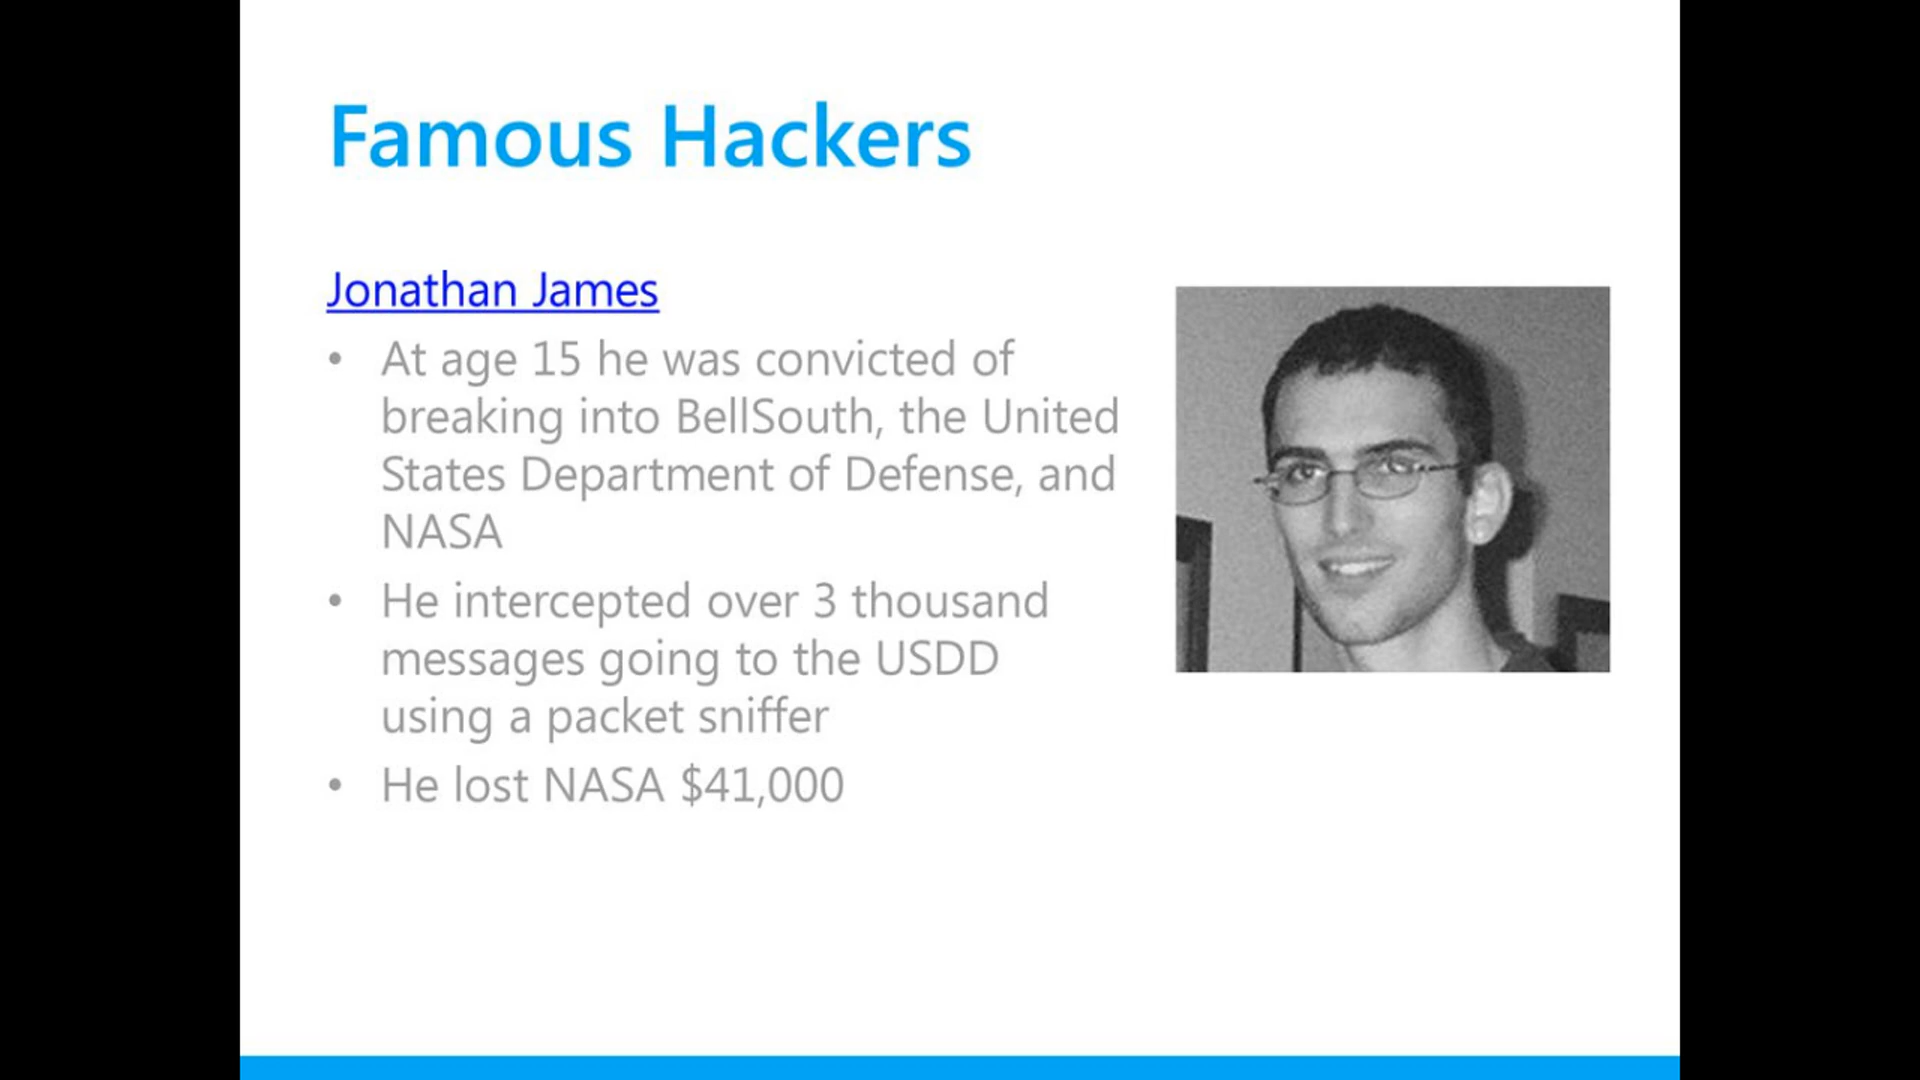 Famous Hackers
Jonathan James
• At age 15 he was convicted of
breaking into BellSouth, the United
States Department of Defense, and
NASA
• He intercepted over 3 thousand
messages going to the USDD
using a packet sniffer
• He lost NASA $41,000